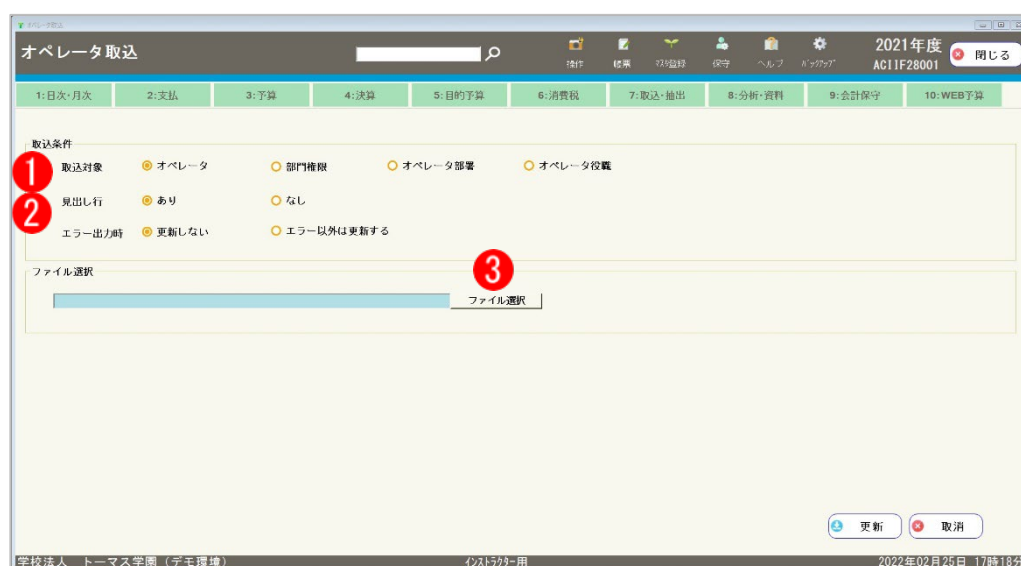 オペレータ取込
オペレータ取込
操作 帳票 マスタ登録 保守 ヘルプ バックアップ
2021年度
ACIIF28001
閉じる
1:日次・月次 2:支払 3:予算 4:決算 5:目的予算 6:消費税 7:取込・抽出 8:分析・資料 9:会計保守 10:WEB予算
取込条件
1 取込対象 オペレータ 部門権限 オペレータ部署 オペレータ役職
2 見出し行 あり なし
エラー出力時 更新しない エラー以外は更新する
ファイル選択
3
ファイル選択
更新 取消
学校法人 トーマス学園(デモ環境) インストラクター用 2022年02月25日 17時18分